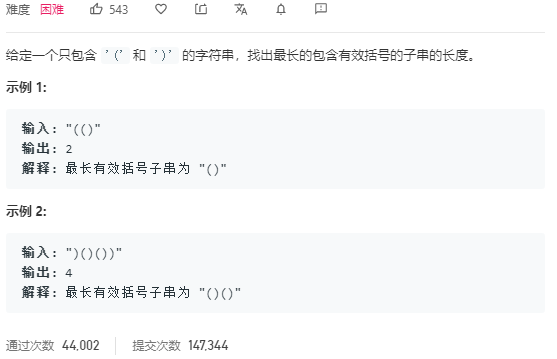 难度 困难 543
给定一个只包含 '(' 和 ')' 的字符串，找出最长的包含有效括号的子串的长度。
示例 1:
输入: "(()"
输出: 2
解释: 最长有效括号子串为 "()"
示例 2:
输入: ")()())"
输出: 4
解释: 最长有效括号子串为 "()()"
通过次数 44,002 提交次数 147,344